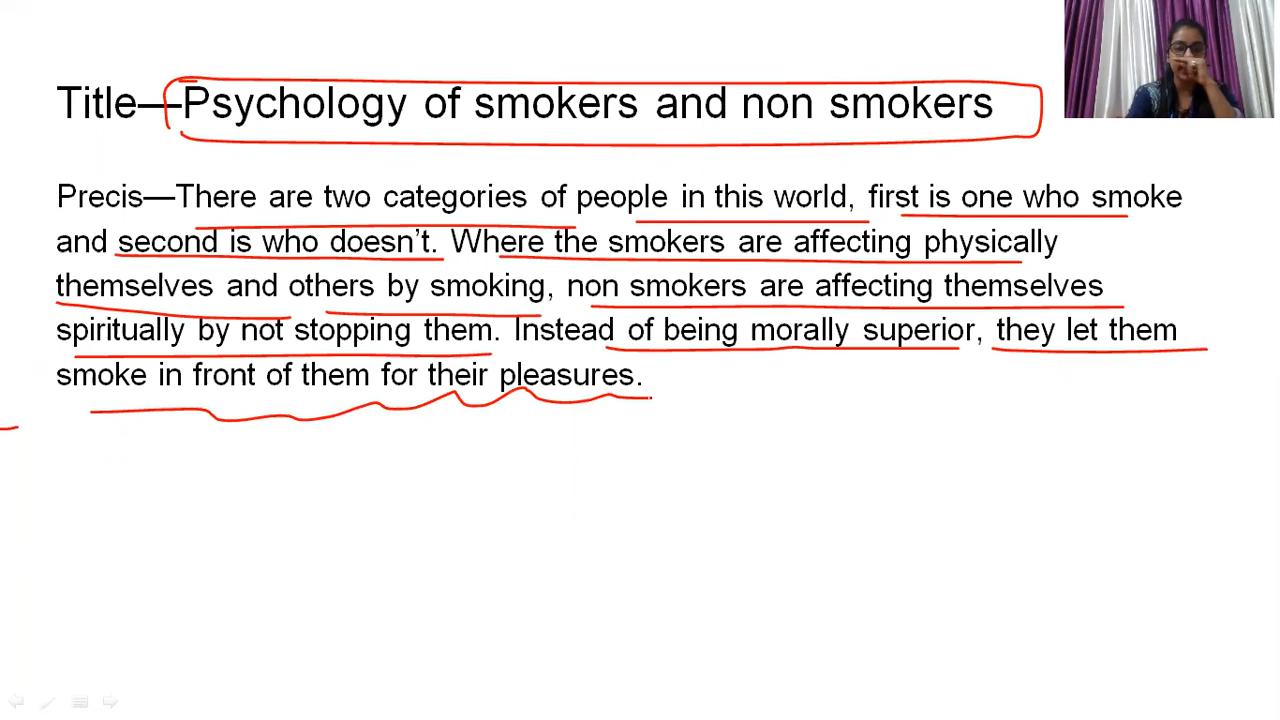 Title—Psychology of smokers and non smokers
Precis—There are two categories of people in this world, first is one who smoke
and second is who doesn’t. Where the smokers are affecting physically
themselves and others by smoking, non smokers are affecting themselves
spiritually by not stopping them. Instead of being morally superior, they let them
smoke in front of them for their pleasures.